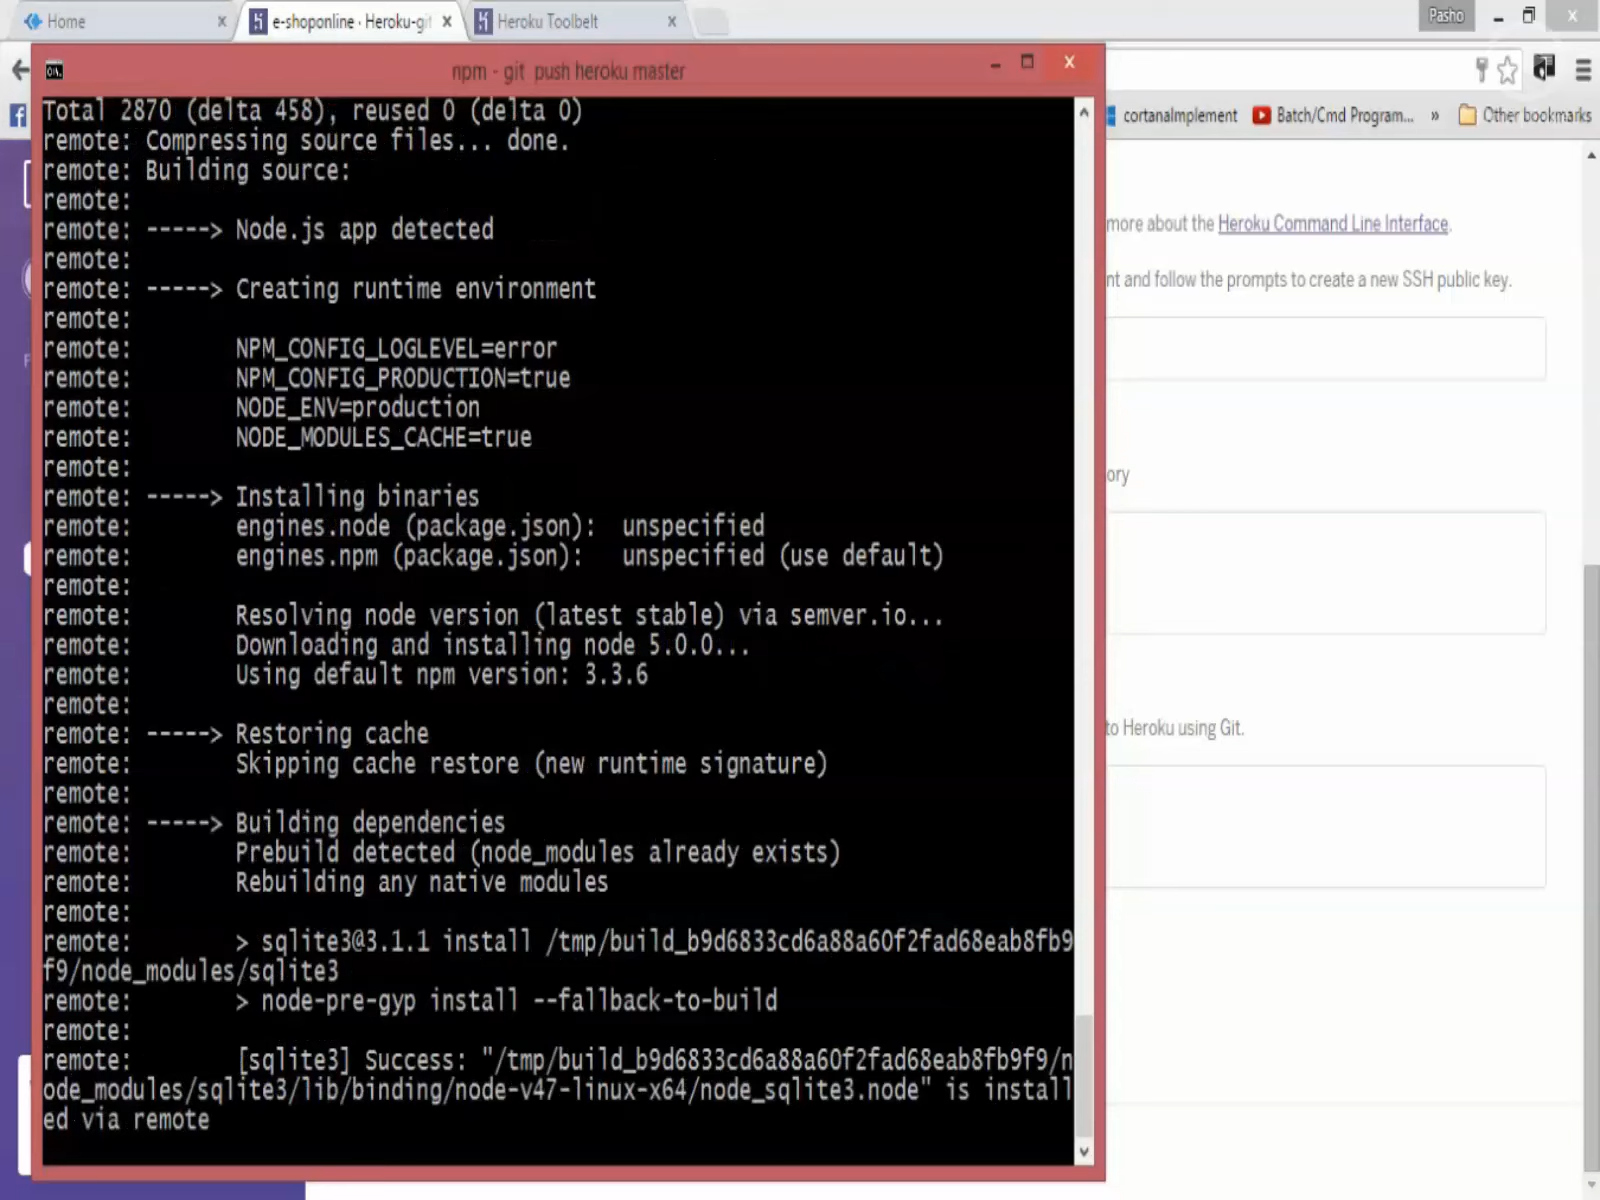 Home
e-shoponline · Heroku-git
Heroku Toolbelt
Pasho
npm - git  push heroku master
cortanaImplement
Batch/Cmd Program...
»
Other bookmarks
Total 2870 (delta 458), reused 0 (delta 0)
remote: Compressing source files... done.
remote: Building source:
remote:
remote: -----> Node.js app detected
remote:
remote: -----> Creating runtime environment
remote:
remote:        NPM_CONFIG_LOGLEVEL=error
remote:        NPM_CONFIG_PRODUCTION=true
remote:        NODE_ENV=production
remote:        NODE_MODULES_CACHE=true
remote:
remote: -----> Installing binaries
remote:        engines.node (package.json):  unspecified
remote:        engines.npm (package.json):   unspecified (use default)
remote:
remote:        Resolving node version (latest stable) via semver.io...
remote:        Downloading and installing node 5.0.0...
remote:        Using default npm version: 3.3.6
remote:
remote: -----> Restoring cache
remote:        Skipping cache restore (new runtime signature)
remote:
remote: -----> Building dependencies
remote:        Prebuild detected (node_modules already exists)
remote:        Rebuilding any native modules
remote:
remote:        > sqlite3@3.1.1 install /tmp/build_b9d6833cd6a88a60f2fad68eab8fb9
f9/node_modules/sqlite3
remote:        > node-pre-gyp install --fallback-to-build
remote:
remote:        [sqlite3] Success: "/tmp/build_b9d6833cd6a88a60f2fad68eab8fb9f9/n
ode_modules/sqlite3/lib/binding/node-v47-linux-x64/node_sqlite3.node" is install
ed via remote
more about the Heroku Command Line Interface.
nt and follow the prompts to create a new SSH public key.
ory
to Heroku using Git.